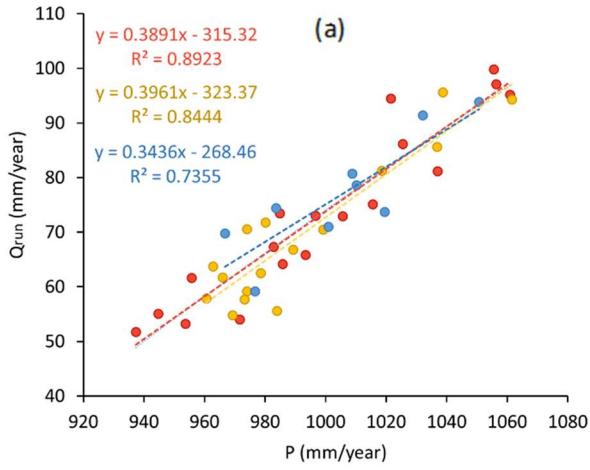 (a)
y = 0.3891x - 315.32
R² = 0.8923
y = 0.3961x - 323.37
R² = 0.8444
y = 0.3436x - 268.46
R² = 0.7355
Qrun (mm/year)
110
100
90
80
70
60
50
40
920 940 960 980 1000 1020 1040 1060 1080
P (mm/year)